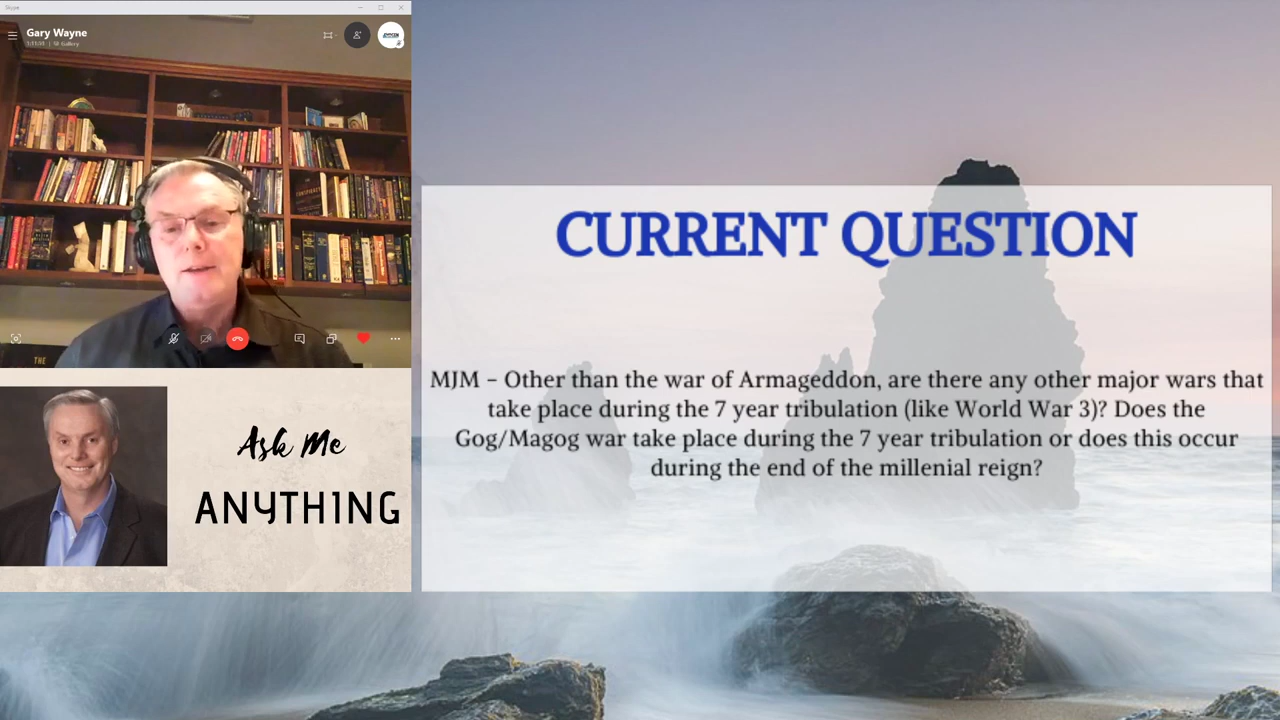 Skype
Gary Wayne
CURRENT QUESTION
MJM – Other than the war of Armageddon, are there any other major wars that
take place during the 7 year tribulation (like World War 3)? Does the
Gog/Magog war take place during the 7 year tribulation or does this occur
during the end of the millenial reign?
THE
Ask Me
ANYTHING